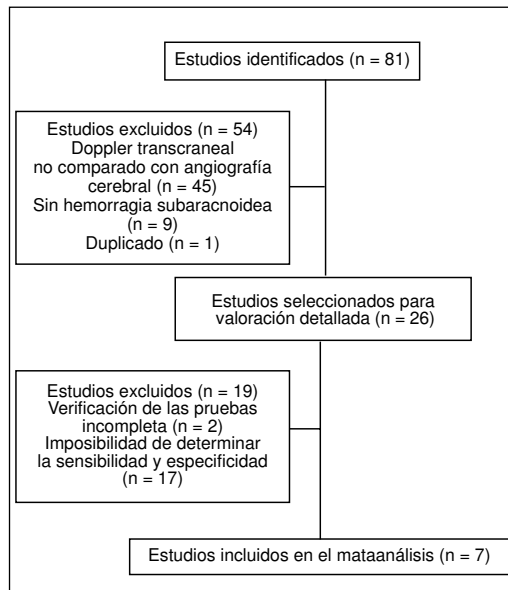 Estudios identificados (n = 81)
Estudios excluidos (n = 54)
Doppler transcraneal
no comparado con angiografía
cerebral (n = 45)
Sin hemorragia subaracnoidea
(n = 9)
Duplicado (n = 1)
Estudios seleccionados para
valoración detallada (n = 26)
Estudios excluidos (n = 19)
Verificación de las pruebas
incompleta (n = 2)
Imposibilidad de determinar
la sensibilidad y especificidad
(n = 17)
Estudios incluidos en el mataanálisis (n = 7)